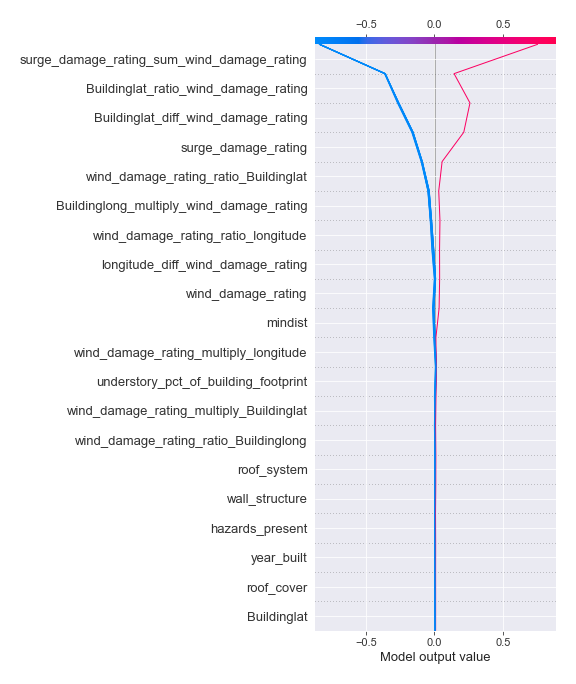 −0.5 0.0 0.5
surge_damage_rating_sum_wind_damage_rating
Buildinglat_ratio_wind_damage_rating
Buildinglat_diff_wind_damage_rating
surge_damage_rating
wind_damage_rating_ratio_Buildinglat
Buildinglong_multiply_wind_damage_rating
wind_damage_rating_ratio_longitude
longitude_diff_wind_damage_rating
wind_damage_rating
mindist
wind_damage_rating_multiply_longitude
understory_pct_of_building_footprint
wind_damage_rating_multiply_Buildinglat
wind_damage_rating_ratio_Buildinglong
roof_system
wall_structure
hazards_present
year_built
roof_cover
Buildinglat
−0.5 0.0 0.5
Model output value